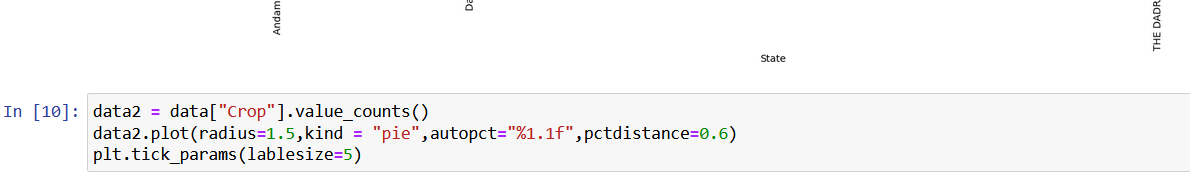 Andam
Da
THE DADR
State
In [10]:
data2 = data["Crop"].value_counts()
data2.plot(radius=1.5,kind = "pie",autopct="%1.1f",pctdistance=0.6)
plt.tick_params(lablesize=5)